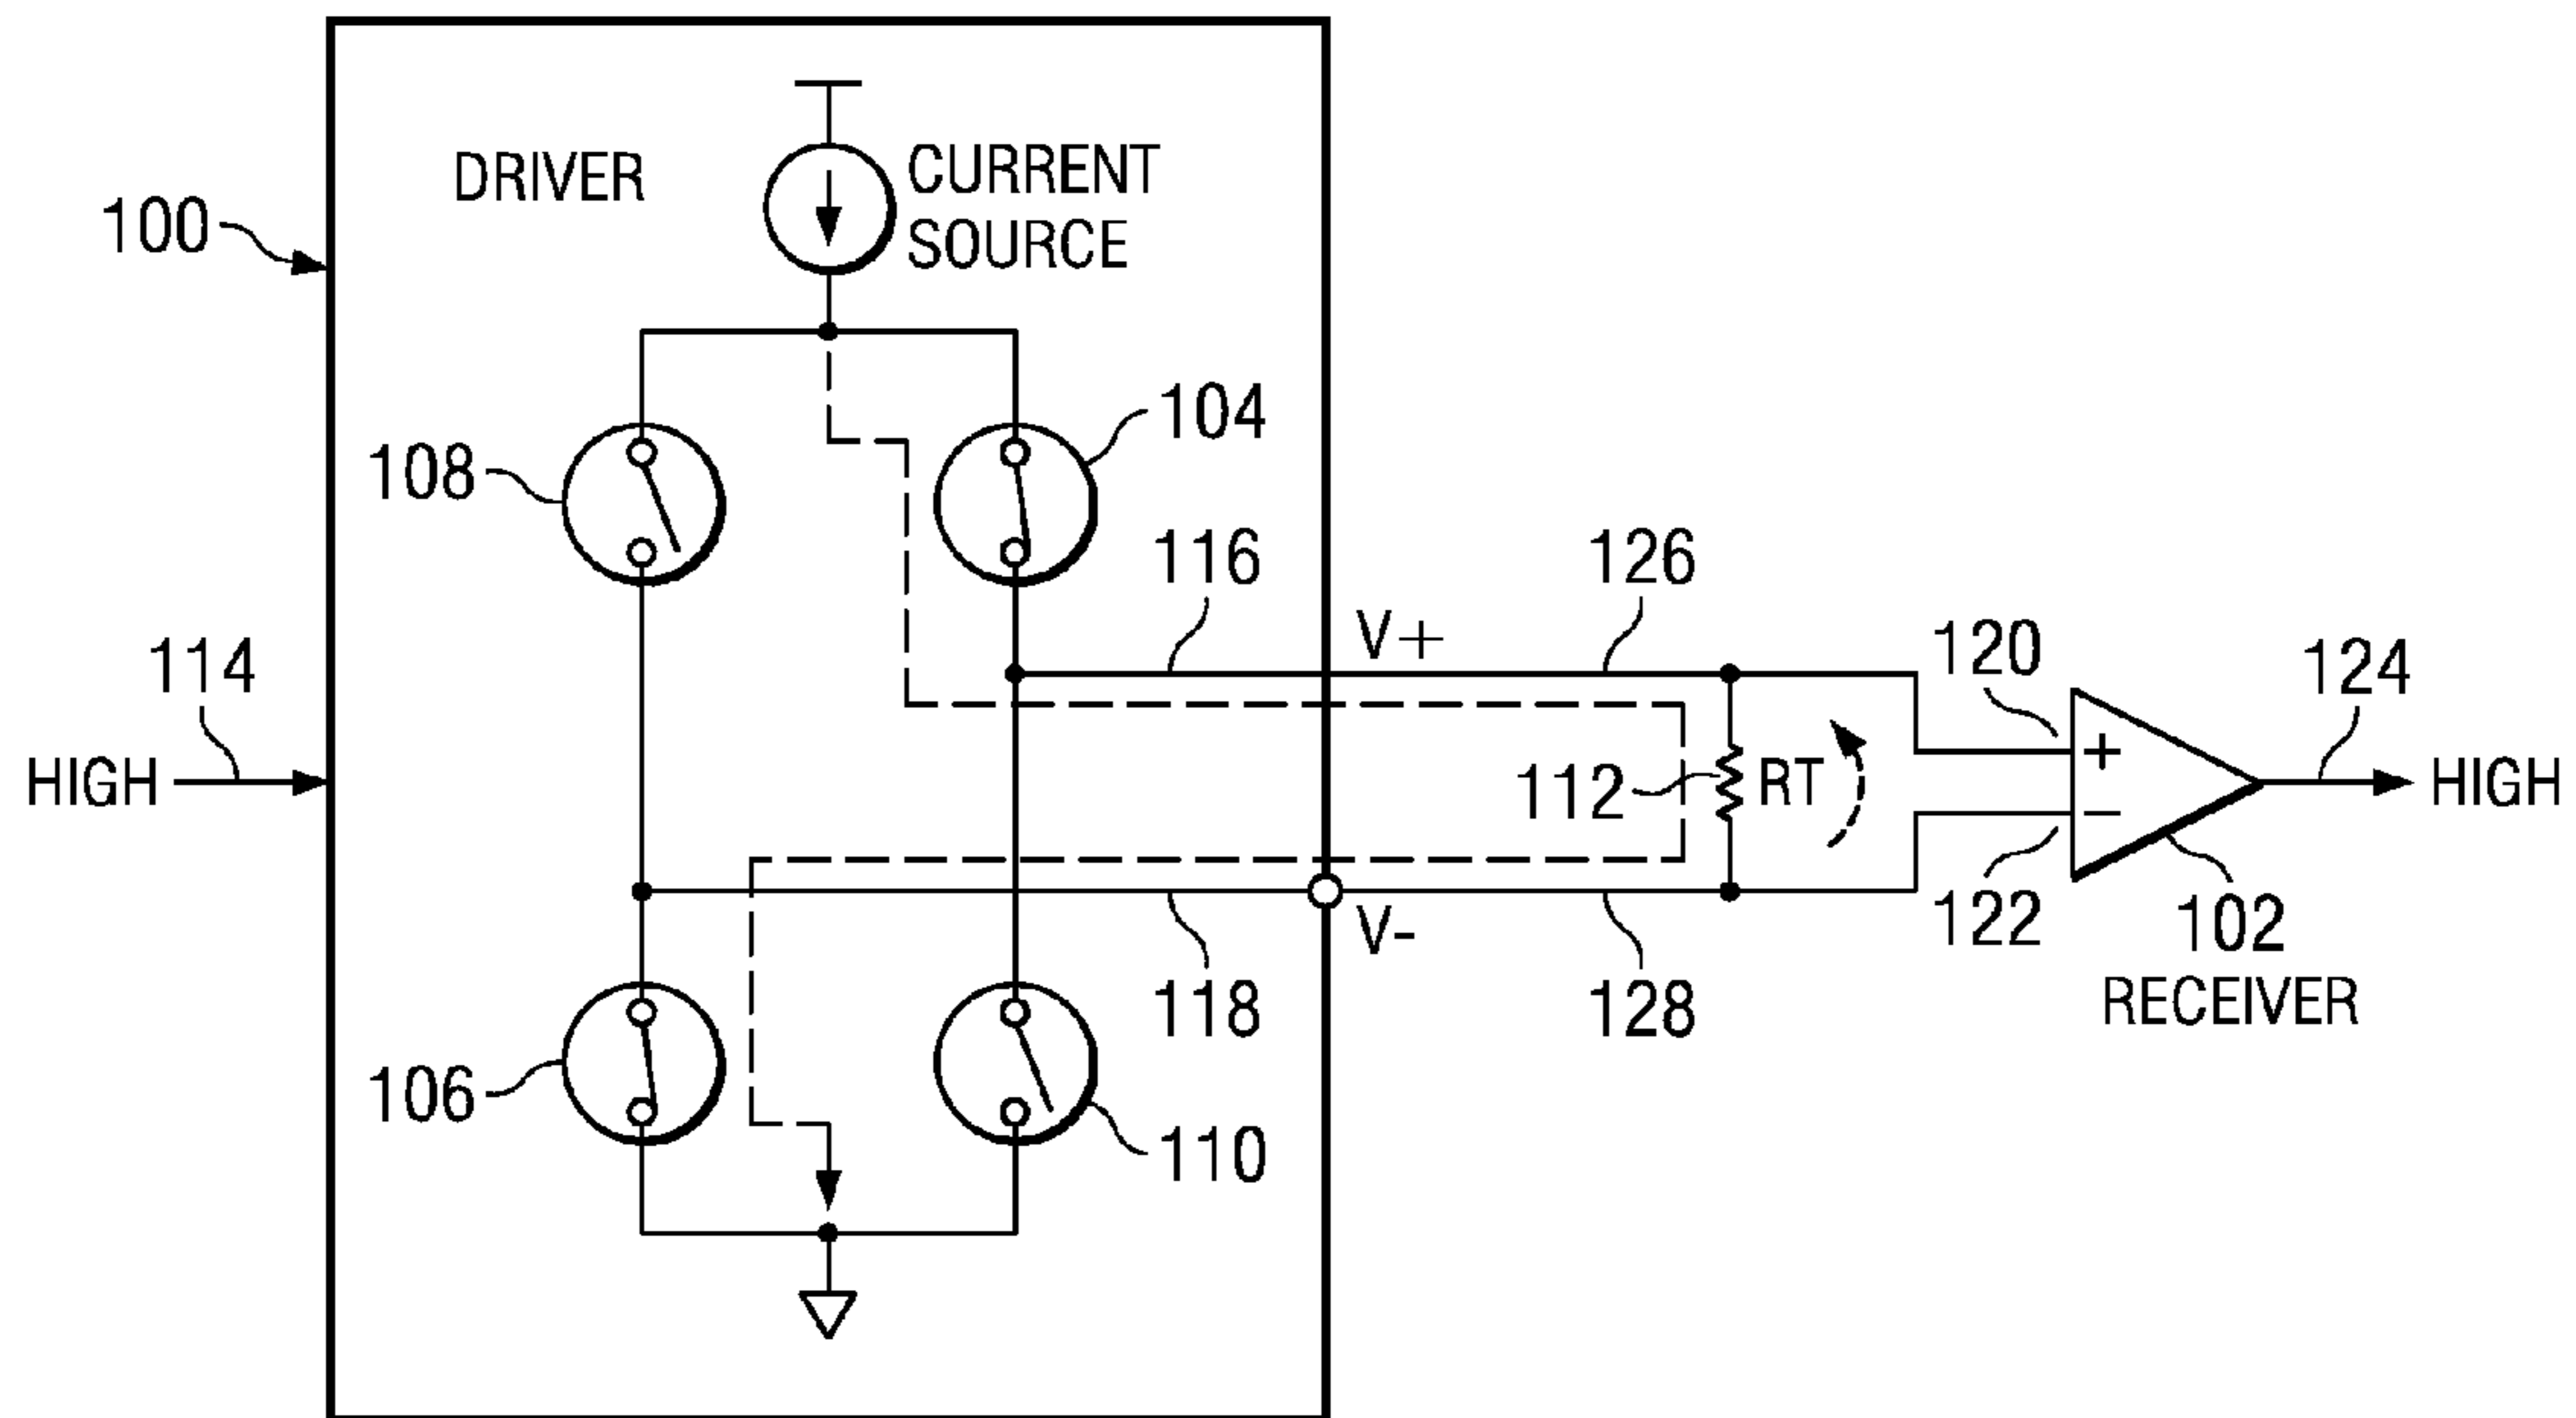 DRIVER
CURRENT
SOURCE
100
108
104
116
126
V+
114
HIGH
120
+
124
112
RT
HIGH
−
122
V-
118
128
102
RECEIVER
106
110